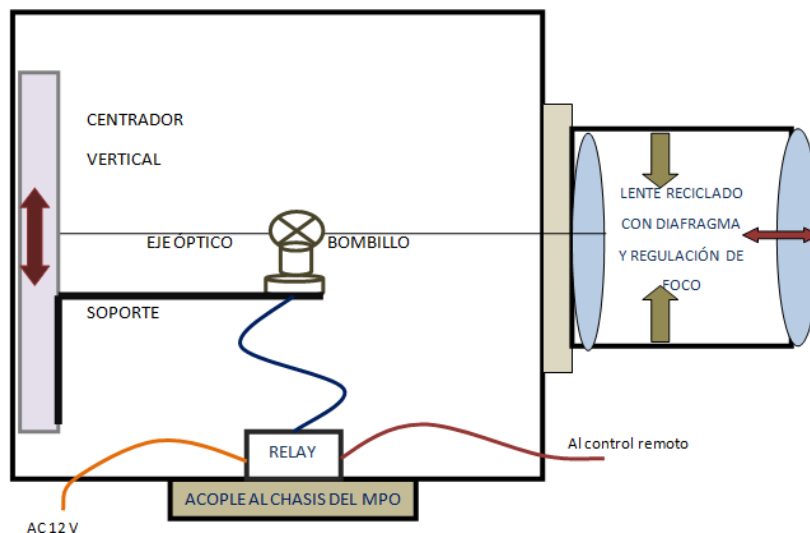 CENTRADOR
VERTICAL
EJE ÓPTICO
BOMBILLO
SOPORTE
LENTE RECICLADO
CON DIAFRAGMA
Y REGULACIÓN DE
FOCO
RELAY
Al control remoto
ACOPLE AL CHASIS DEL MPO
AC 12 V